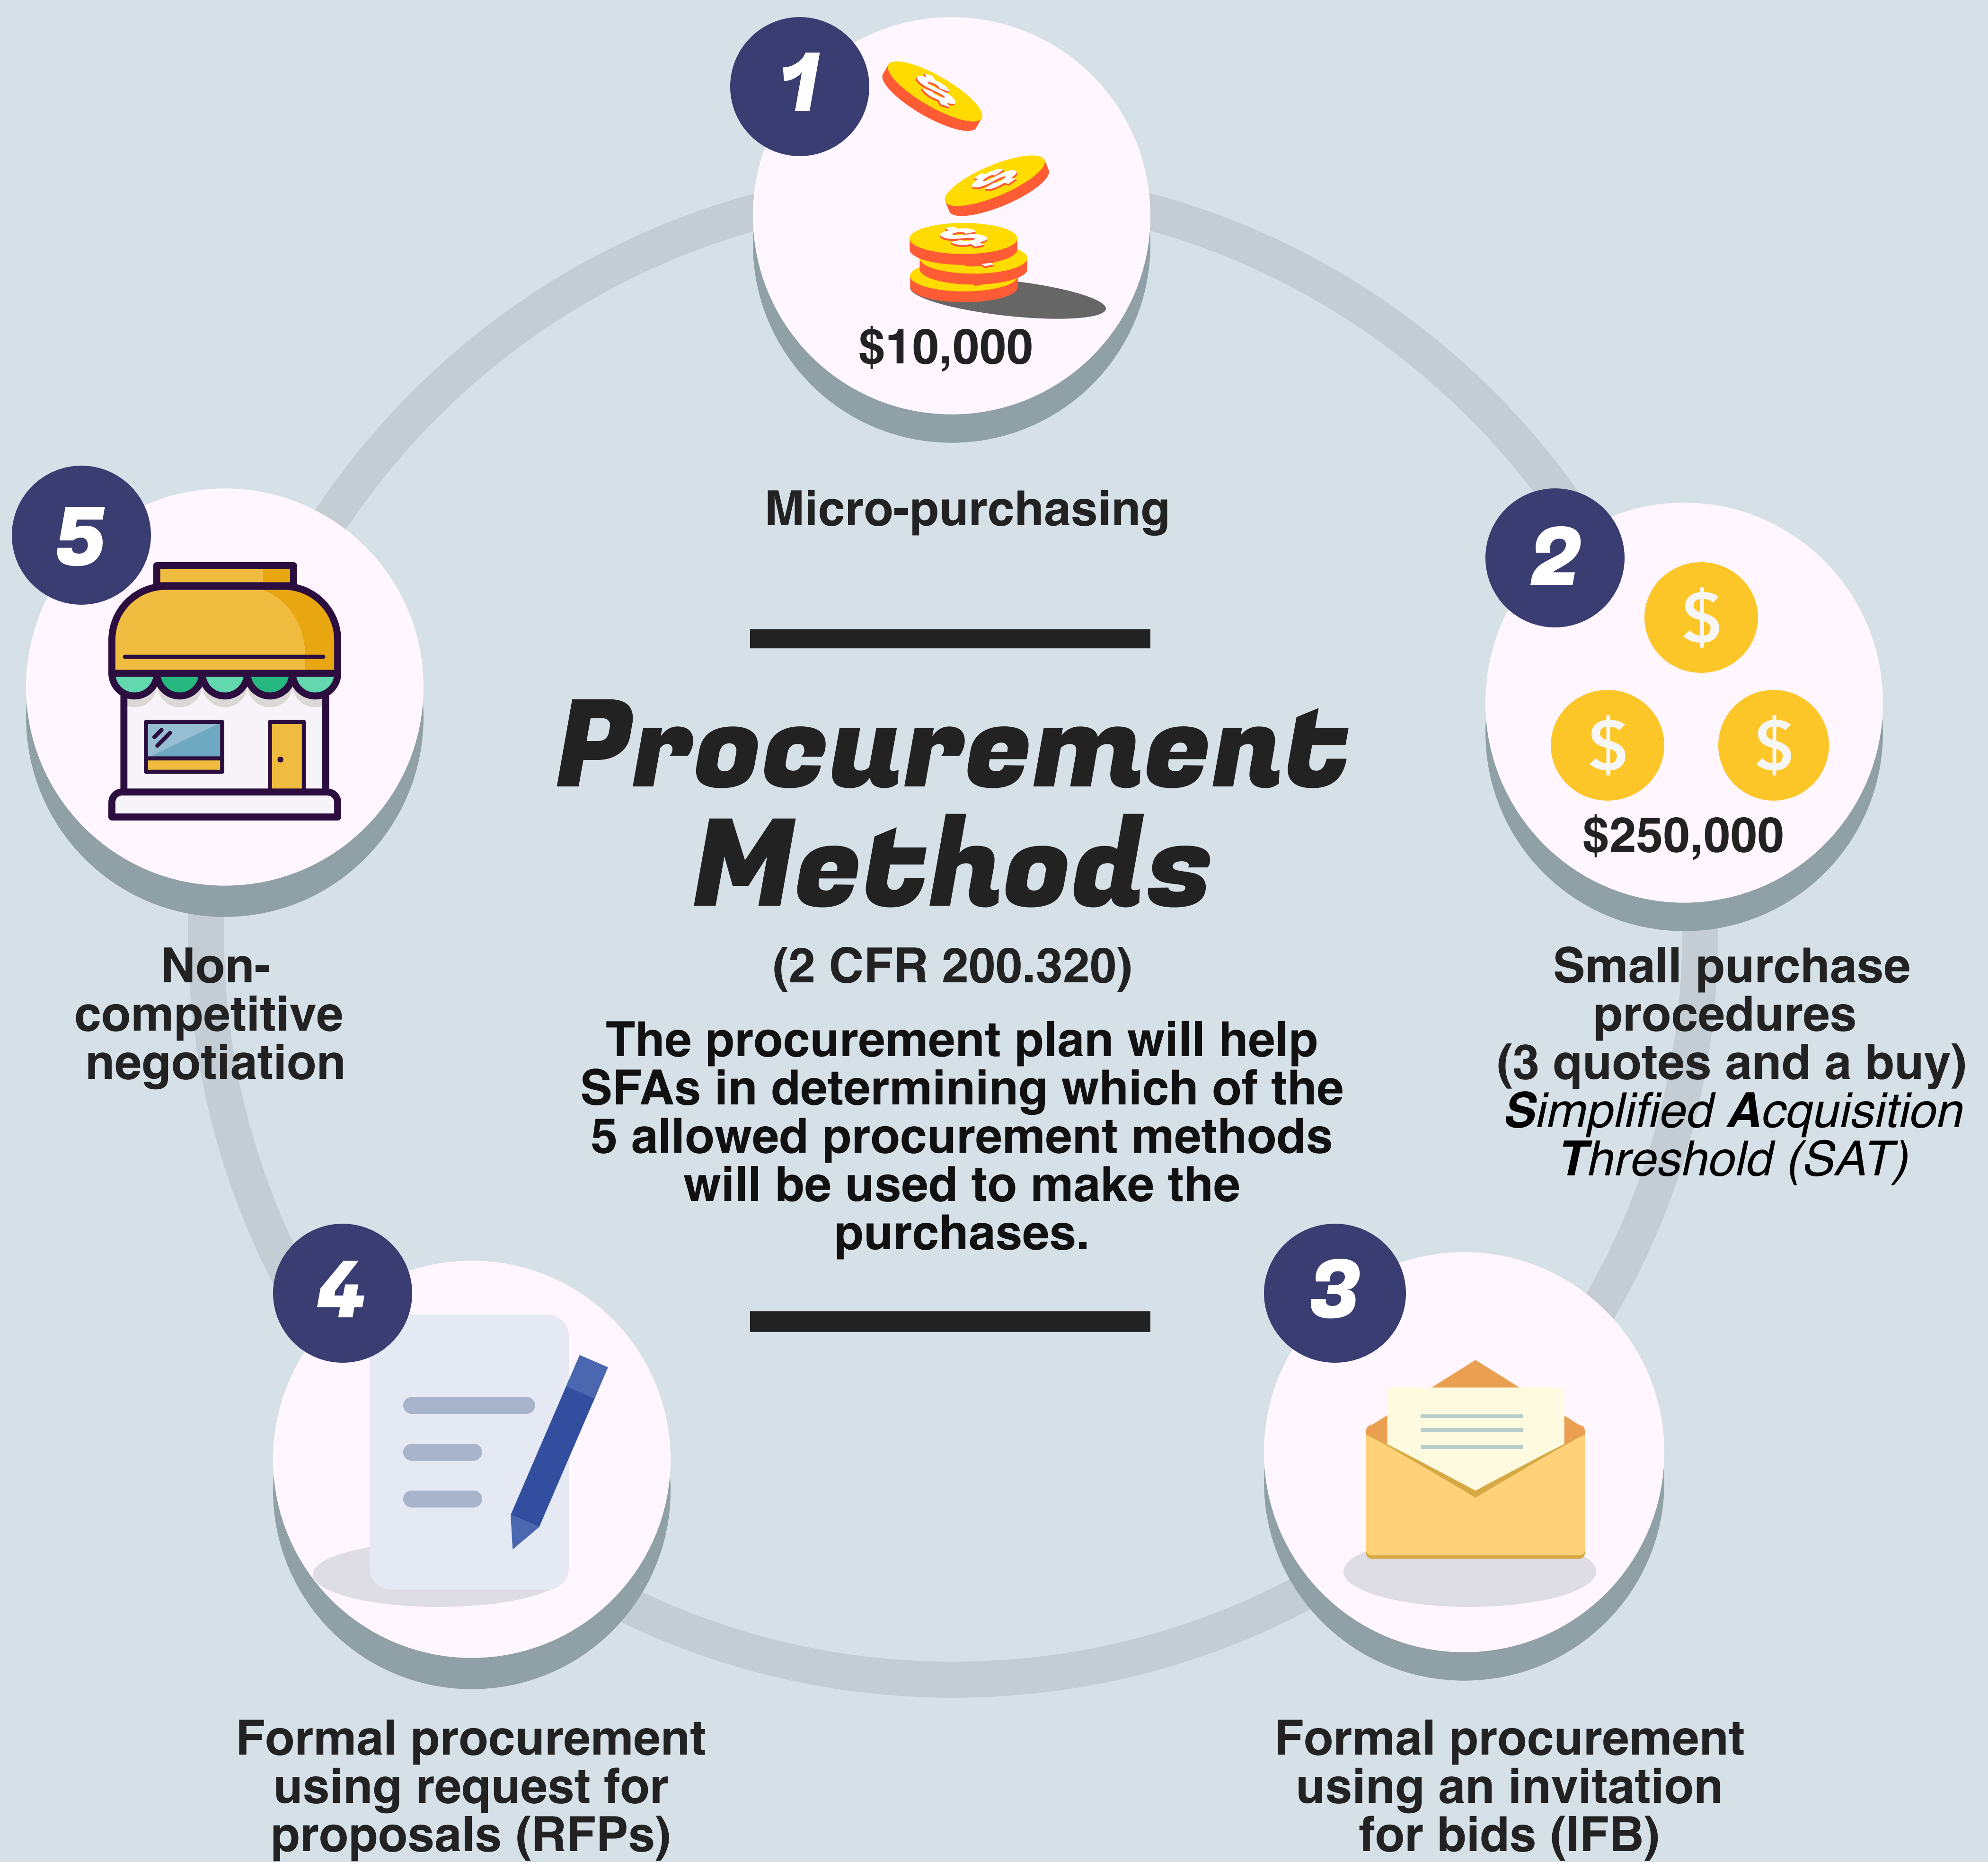 1
$10,000
Micro-purchasing
2
$250,000
Small purchase
procedures
(3 quotes and a buy)
Simplified Acquisition
Threshold (SAT)
3
Formal procurement
using an invitation
for bids (IFB)
4
Formal procurement
using request for
proposals (RFPs)
5
Non-
competitive
negotiation
Procurement
Methods
(2 CFR 200.320)
The procurement plan will help
SFAs in determining which of the
5 allowed procurement methods
will be used to make the
purchases.